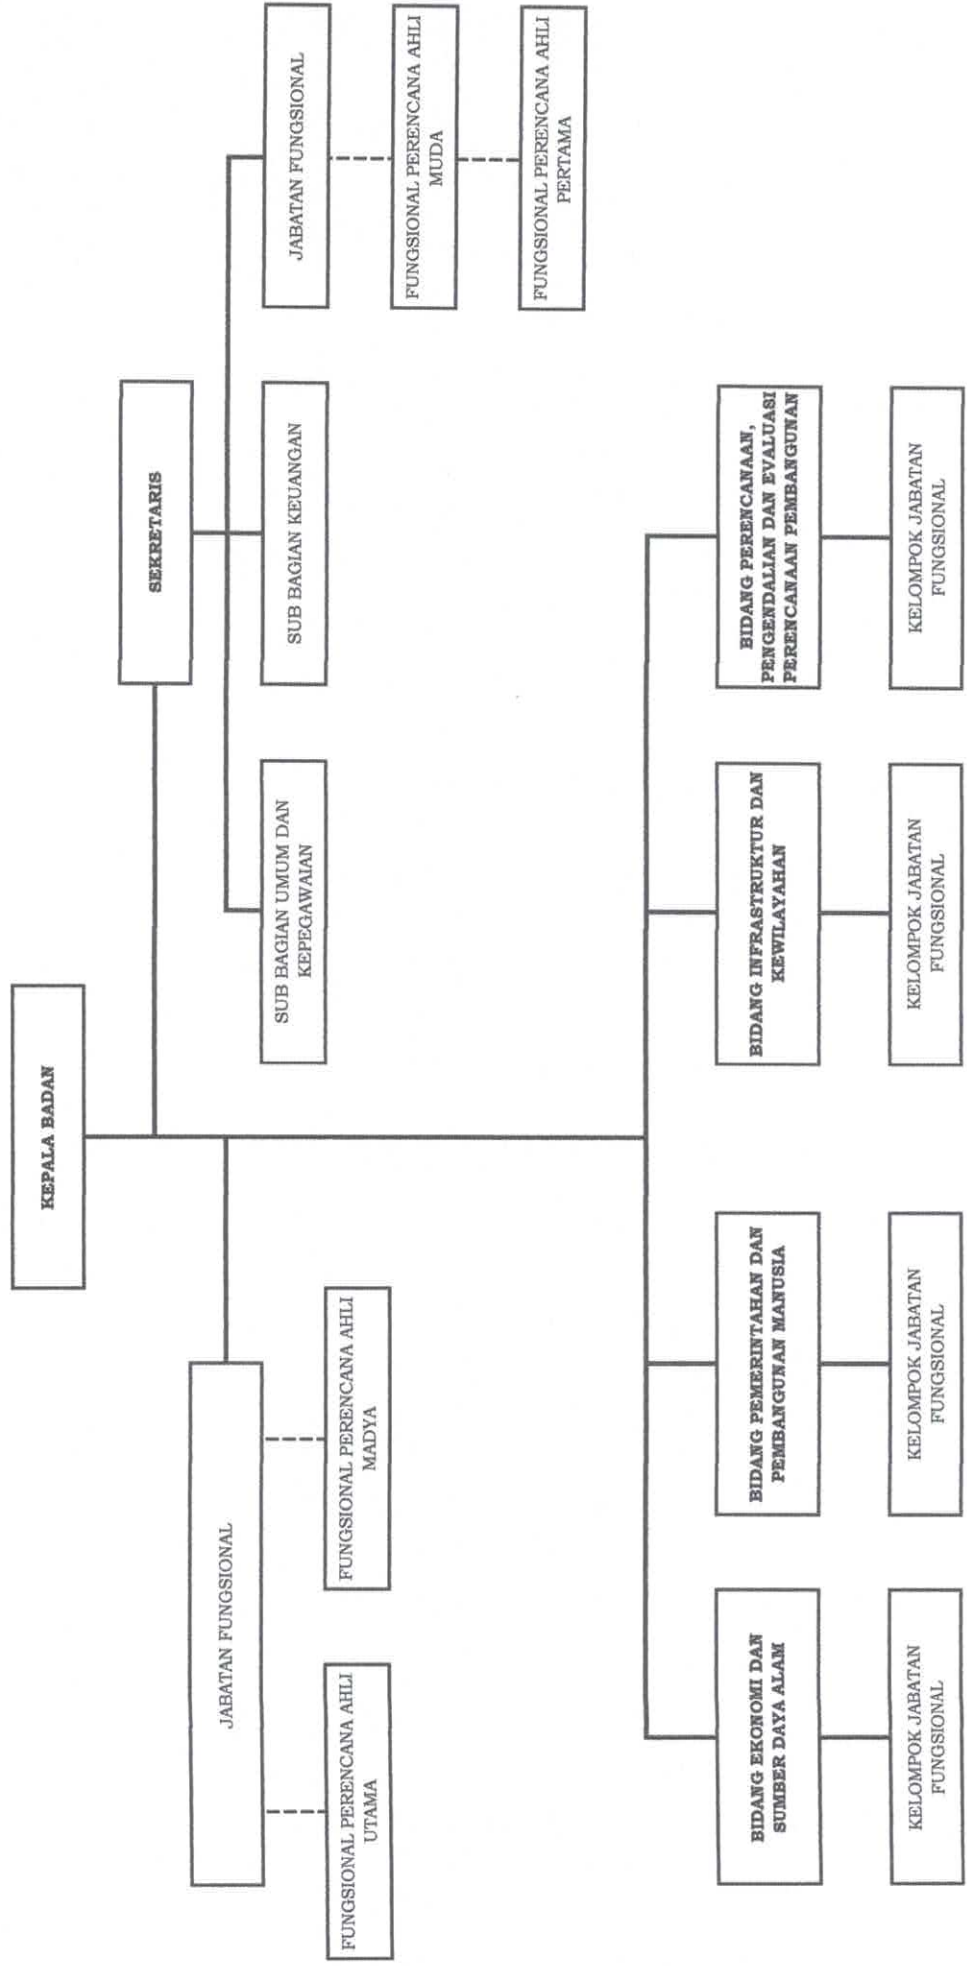 KEPALA BADAN
SEKRETARIS
JABATAN FUNGSIONAL
FUNGSIONAL PERENCANA AHLI
UTAMA
FUNGSIONAL PERENCANA AHLI
MADYA
SUB BAGIAN UMUM DAN
KEPEGAWAIAN
SUB BAGIAN KEUANGAN
JABATAN FUNGSIONAL
FUNGSIONAL PERENCANA AHLI
MUDA
FUNGSIONAL PERENCANA AHLI
PERTAMA
BIDANG EKONOMI DAN
SUMBER DAYA ALAM
BIDANG PEMERINTAHAN DAN
PEMBANGUNAN MANUSIA
BIDANG INFRASTRUKTUR DAN
KEWILAYAHAN
BIDANG PERENCANAAN,
PENGENDALIAN DAN EVALUASI
PERENCANAAN PEMBANGUNAN
KELOMPOK JABATAN
FUNGSIONAL
KELOMPOK JABATAN
FUNGSIONAL
KELOMPOK JABATAN
FUNGSIONAL
KELOMPOK JABATAN
FUNGSIONAL